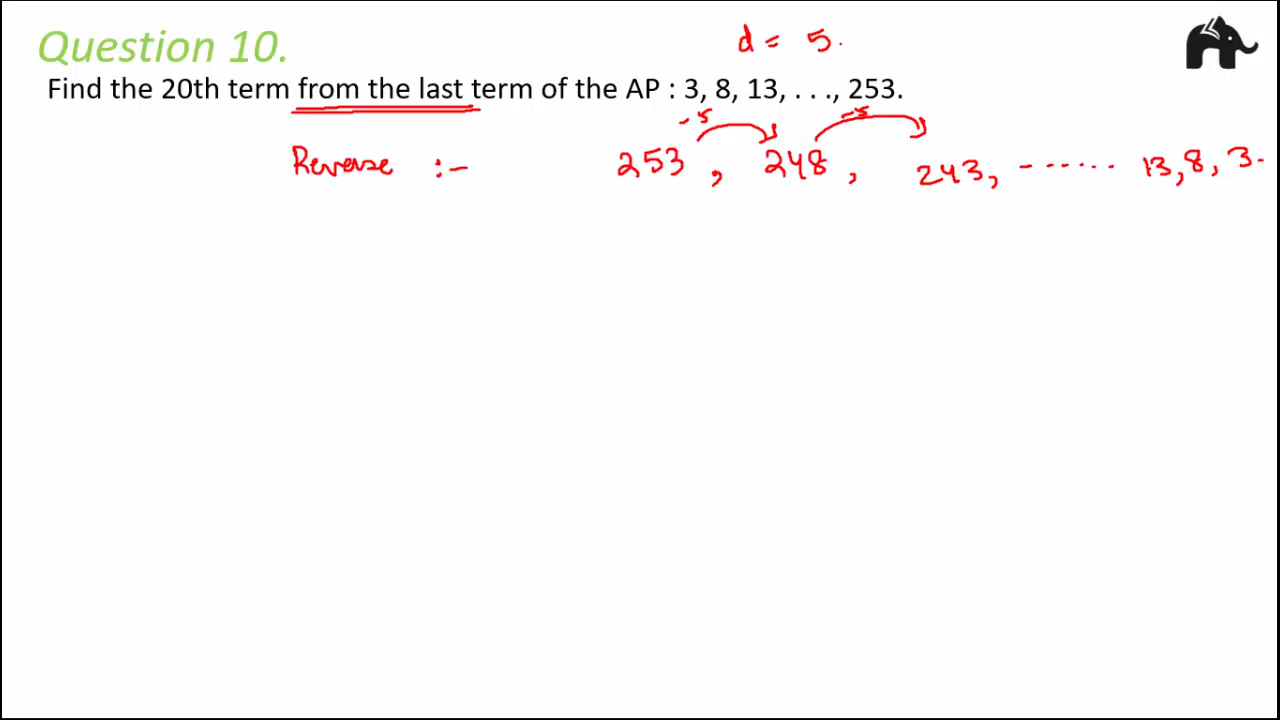 Question 10.
d = 5.
Find the 20th term from the last term of the AP : 3, 8, 13, . . ., 253.
-5 -5
Reverse :- 253, 248, 243, ------- 13, 8, 3.